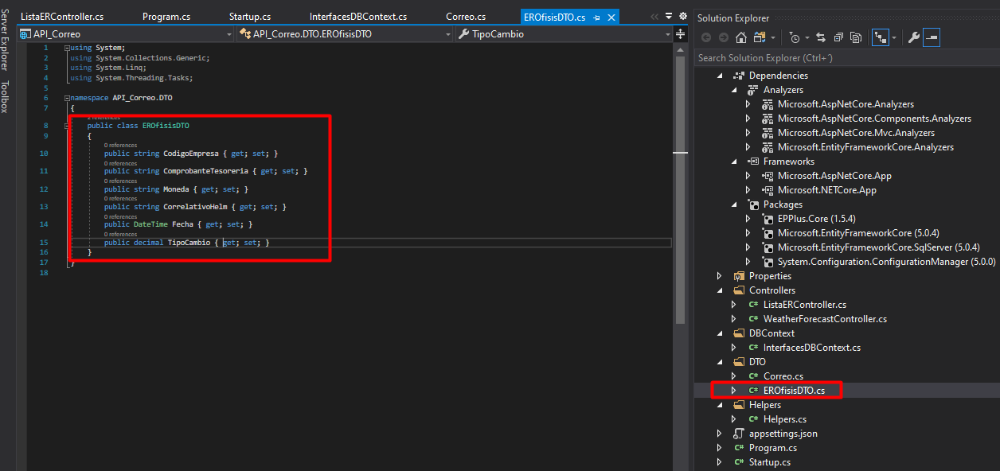 Server Explorer
Toolbox
ListaERController.cs
Program.cs
Startup.cs
InterfacesDBContext.cs
Correo.cs
EROfisisDTO.cs
API_Correo
API_Correo.DTO.EROfisisDTO
TipoCambio
1 using System;
2 using System.Collections.Generic;
3 using System.Linq;
4 using System.Threading.Tasks;
5
6 namespace API_Correo.DTO
7 {
2 references
8 public class EROfisisDTO
9 {
0 references
10 public string CodigoEmpresa { get; set; }
0 references
11 public string ComprobanteTesoreria { get; set; }
0 references
12 public string Moneda { get; set; }
0 references
13 public string CorrelativoHelm { get; set; }
0 references
14 public DateTime Fecha { get; set; }
0 references
15 public decimal TipoCambio { get; set; }
16 }
17 }
18
Solution Explorer
Search Solution Explorer (Ctrl+´)
Dependencies
Analyzers
Microsoft.AspNetCore.Analyzers
Microsoft.AspNetCore.Components.Analyzers
Microsoft.AspNetCore.Mvc.Analyzers
Microsoft.EntityFrameworkCore.Analyzers
Frameworks
Microsoft.AspNetCore.App
Microsoft.NETCore.App
Packages
EPPlus.Core (1.5.4)
Microsoft.EntityFrameworkCore (5.0.4)
Microsoft.EntityFrameworkCore.SqlServer (5.0.4)
System.Configuration.ConfigurationManager (5.0.0)
Properties
Controllers
C# ListaERController.cs
C# WeatherForecastController.cs
DBContext
C# InterfacesDBContext.cs
DTO
C# Correo.cs
C# EROfisisDTO.cs
Helpers
C# Helpers.cs
appsettings.json
C# Program.cs
C# Startup.cs